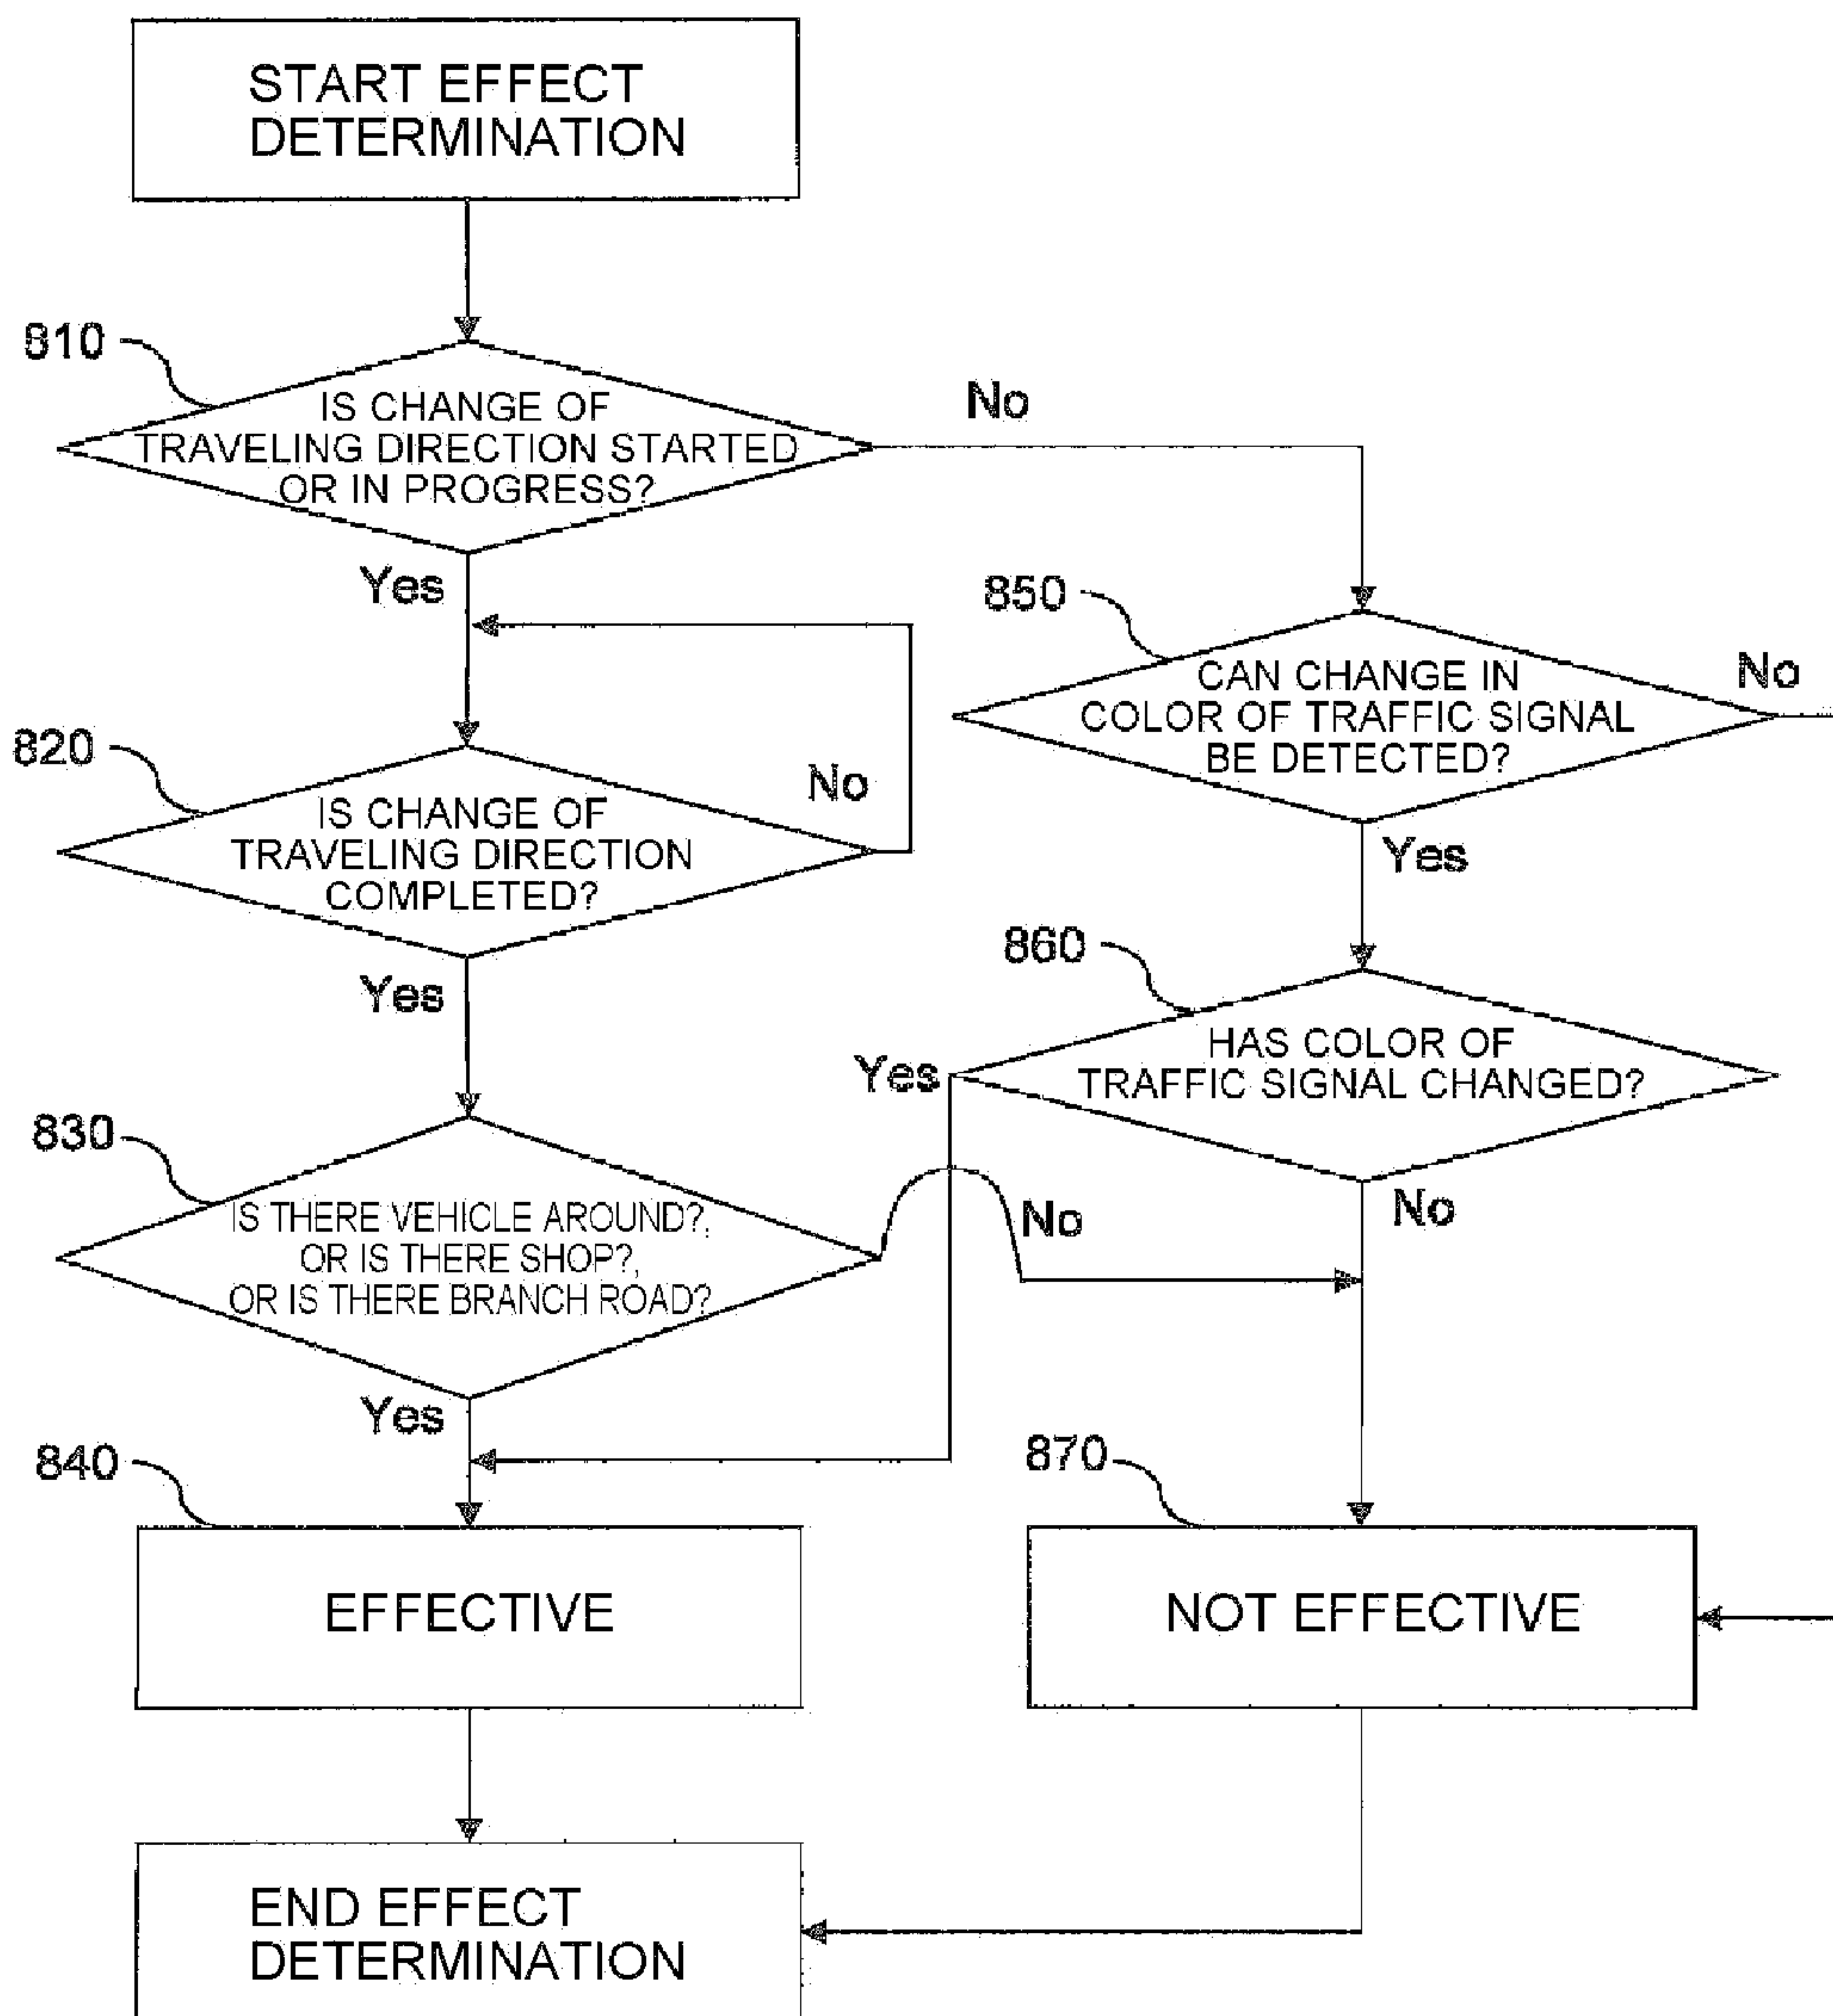 START EFFECT
DETERMINATION
810
IS CHANGE OF
TRAVELING DIRECTION STARTED
OR IN PROGRESS?
No
Yes
850
CAN CHANGE IN
COLOR OF TRAFFIC SIGNAL
BE DETECTED?
No
Yes
820
IS CHANGE OF
TRAVELING DIRECTION
COMPLETED?
No
Yes
860
HAS COLOR OF
TRAFFIC SIGNAL CHANGED?
Yes
No
830
IS THERE VEHICLE AROUND?,
OR IS THERE SHOP?,
OR IS THERE BRANCH ROAD?
No
Yes
840
EFFECTIVE
870
NOT EFFECTIVE
END EFFECT
DETERMINATION